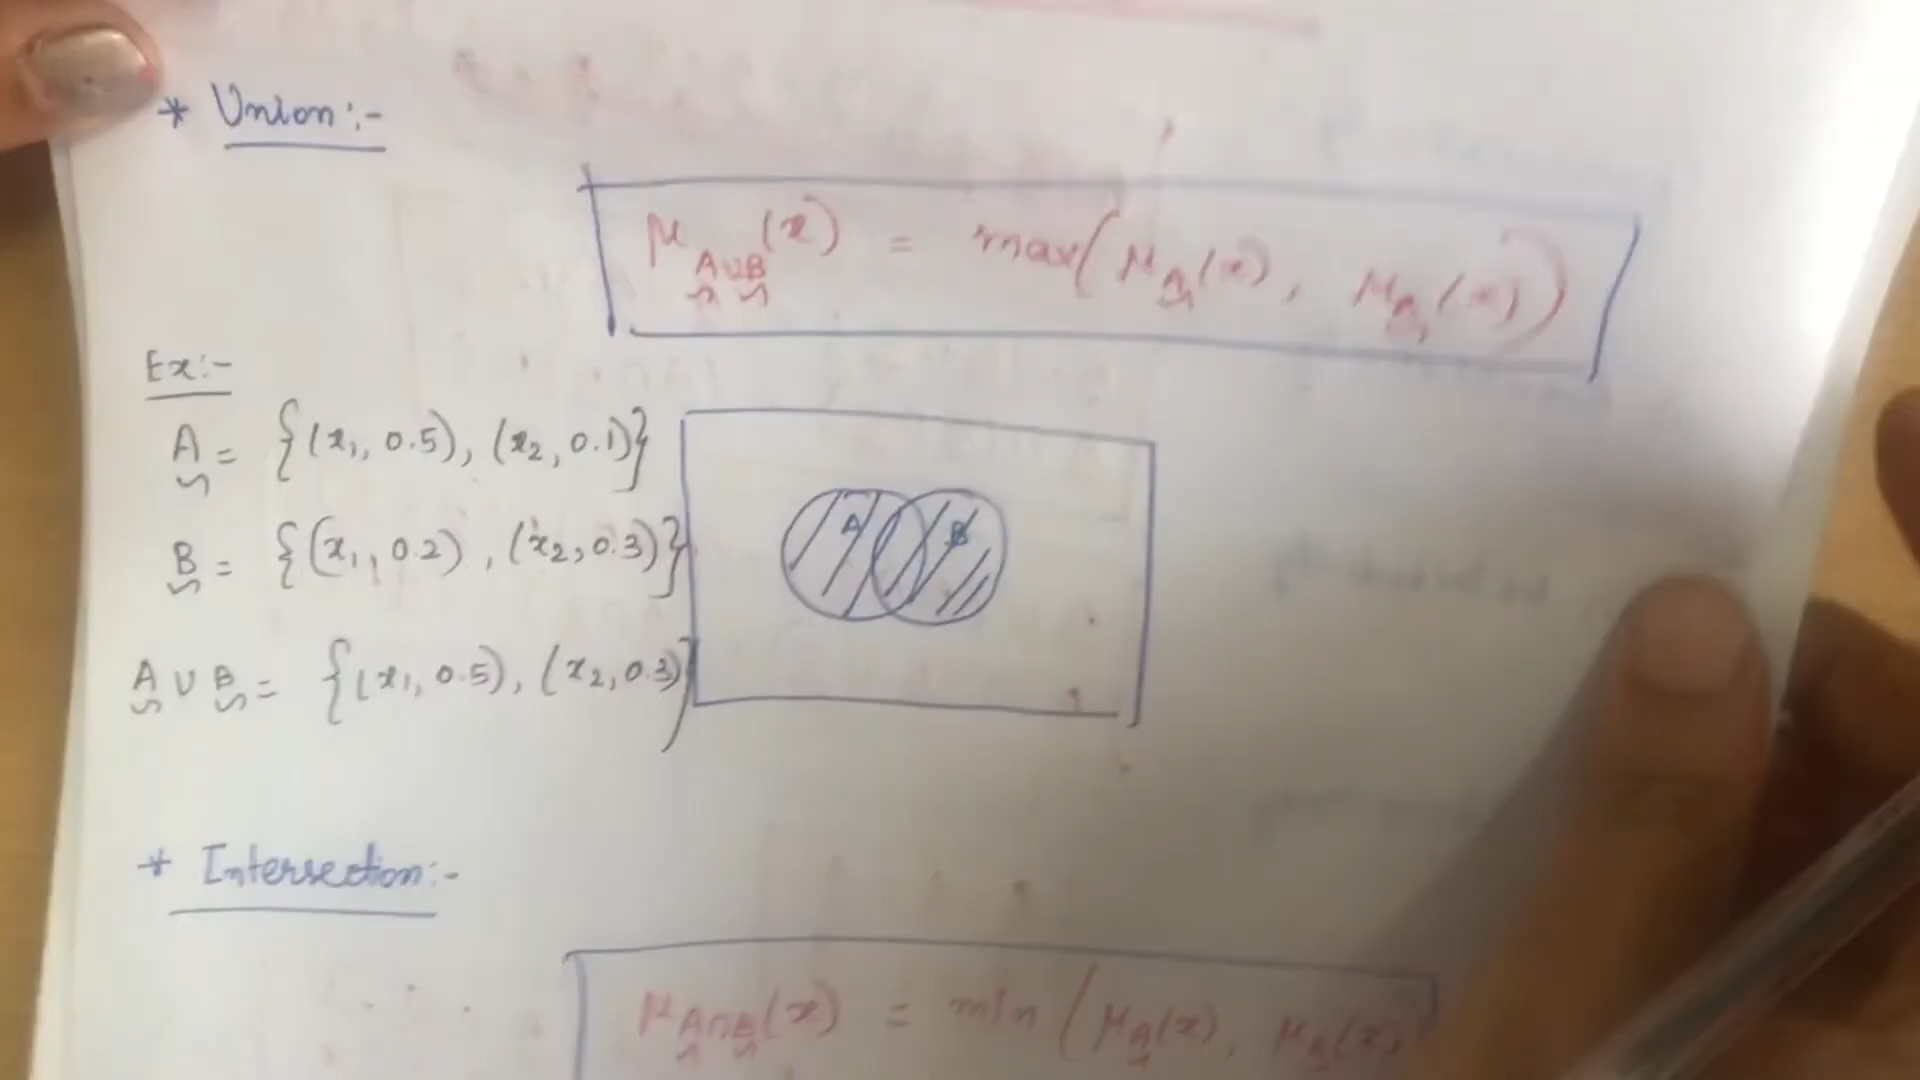 * Union:-
μ A∪B (x) = max(μA(x), μB(x))
Ex:-
A = {(x1, 0.5), (x2, 0.1)}
B = {(x1, 0.2), (x2, 0.3)}
A B
A ∪ B = {(x1, 0.5), (x2, 0.3)}
* Intersection:-
μA∩B(x) = min (μA(x), μB(x)